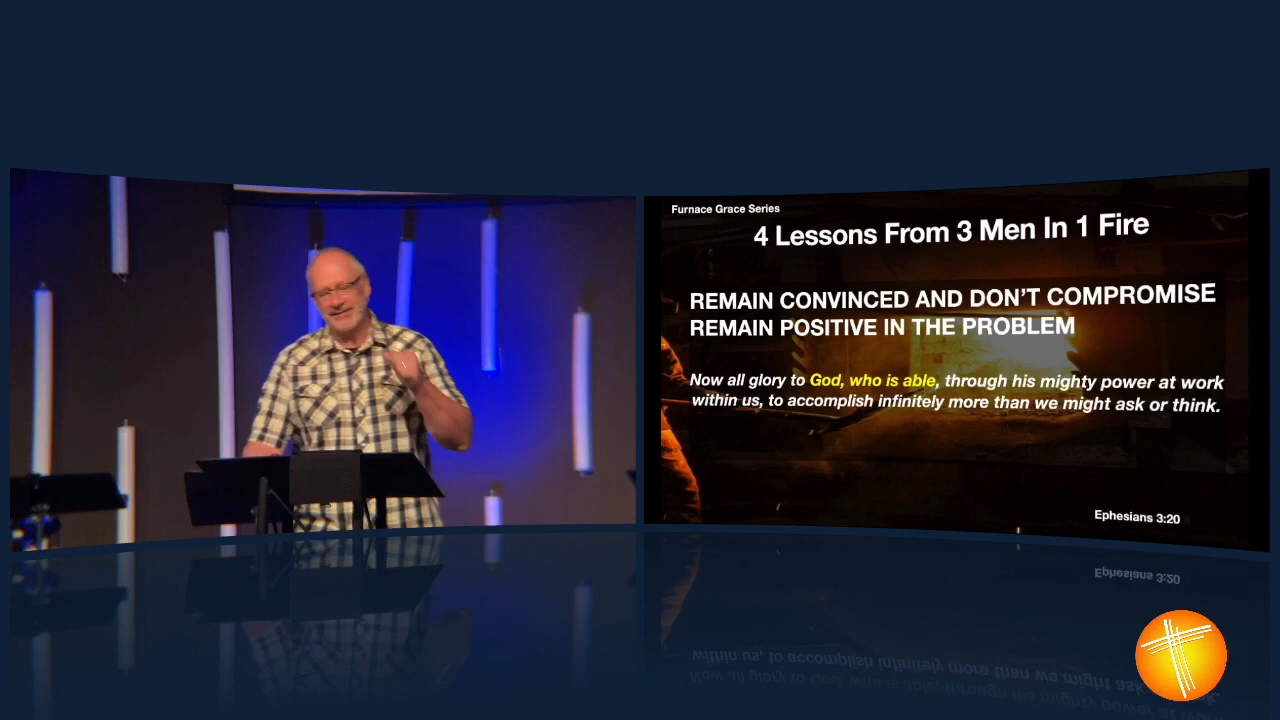 Furnace Grace Series
4 Lessons From 3 Men In 1 Fire
REMAIN CONVINCED AND DON'T COMPROMISE
REMAIN POSITIVE IN THE PROBLEM
Now all glory to God, who is able, through his mighty power at work
within us, to accomplish infinitely more than we might ask or think.
Ephesians 3:20